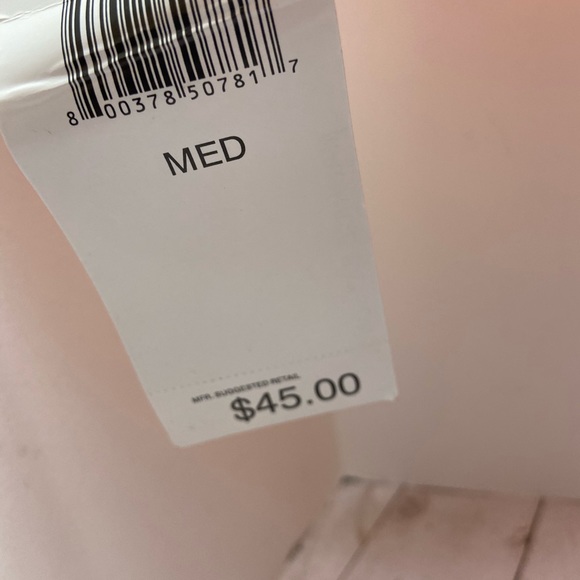 8 00378 50781 7
MED
MFR. SUGGESTED RETAIL
$45.00